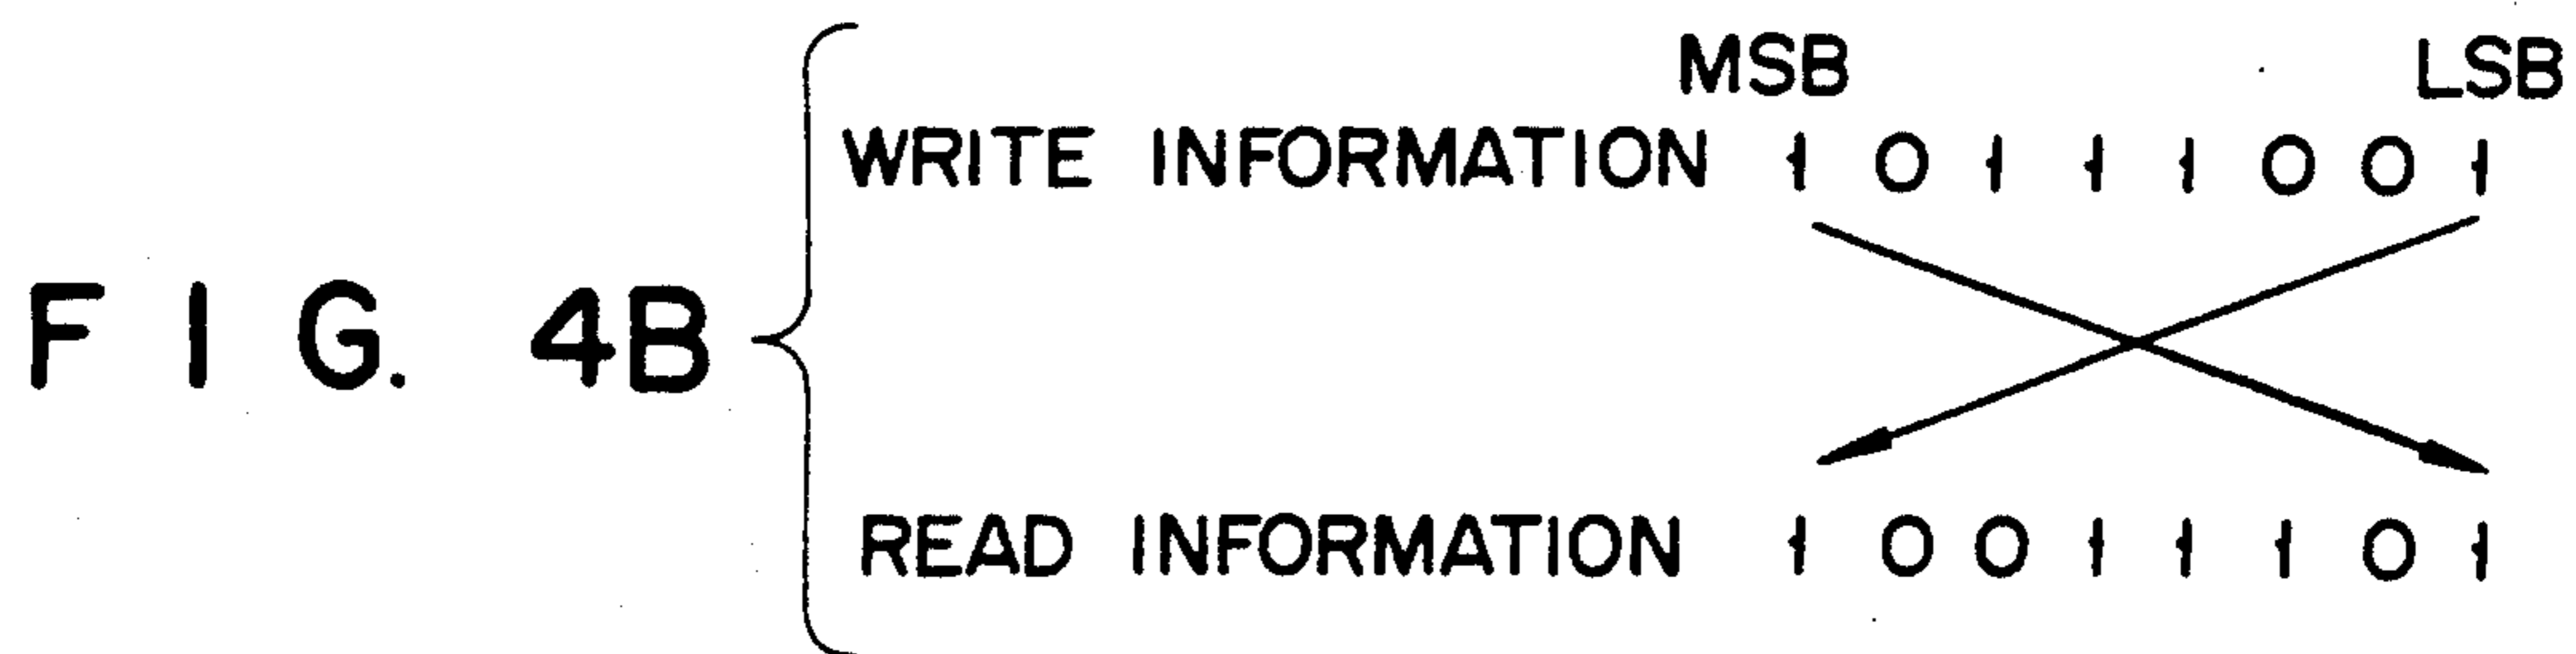 MSB LSB
WRITE INFORMATION 1 0 1 1 1 0 0 1
FIG. 4B
READ INFORMATION 1 0 0 1 1 1 0 1